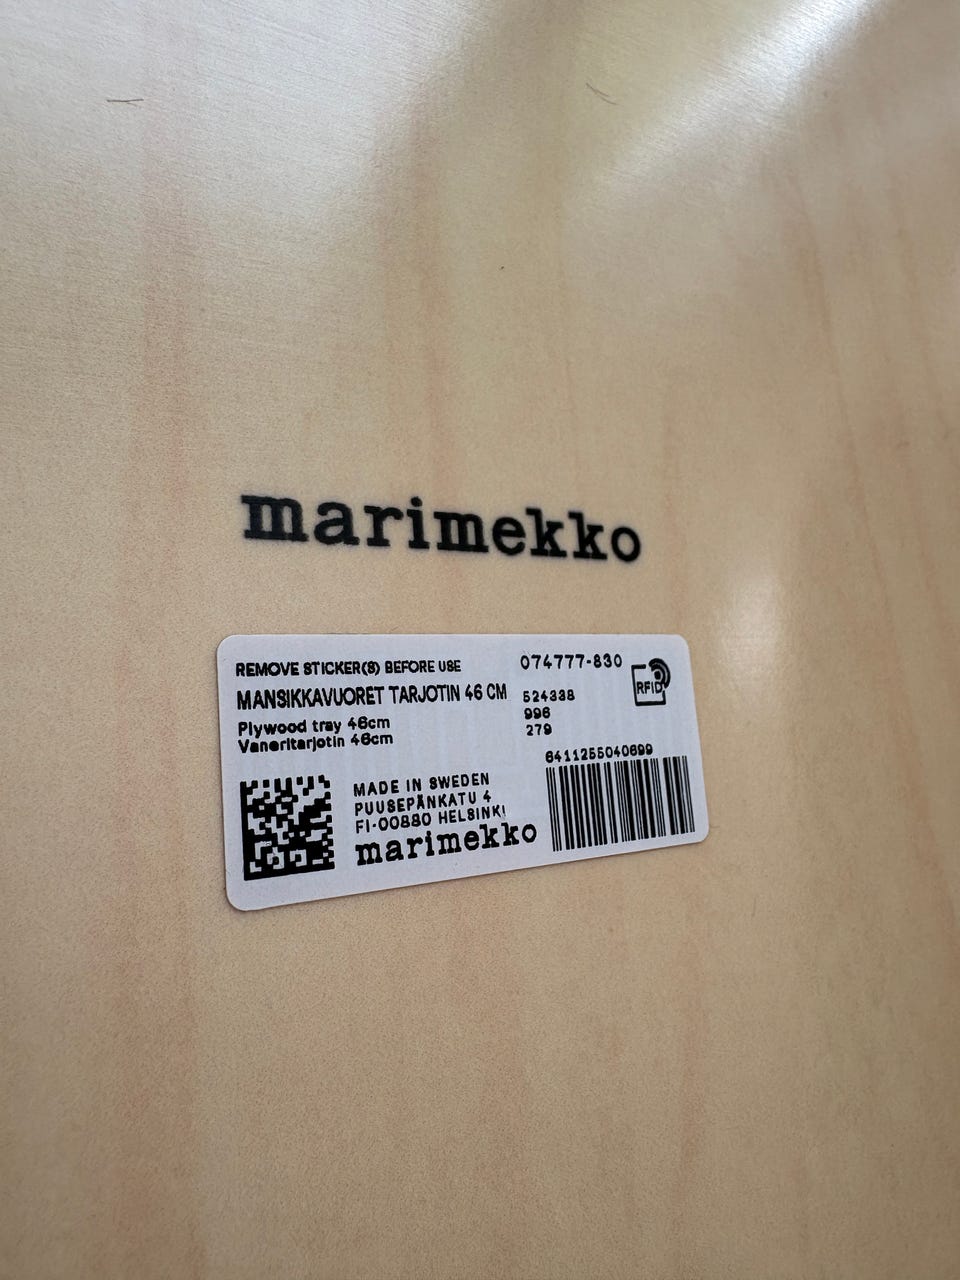 marimekko
REMOVE STICKER(S) BEFORE USE
MANSIKKAVUORET TARJOTIN 46 CM
Plywood tray 46cm
Vaneritarjotin 46cm
074777-830
524338
996
279
RFID
6411255040699
MADE IN SWEDEN
PUUSEPÄNKATU 4
FI-00880 HELSINKI
marimekko